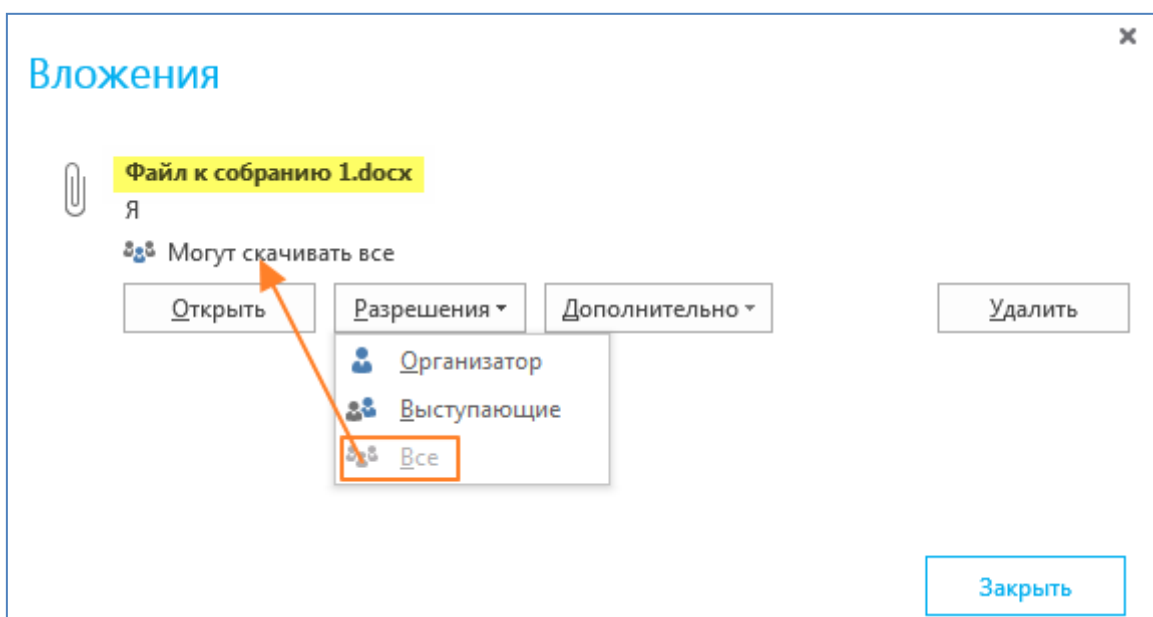 Вложения
Файл к собранию 1.docx
Я
Могут скачивать все
Открыть Разрешения Дополнительно Удалить
Организатор
Выступающие
Все
Закрыть